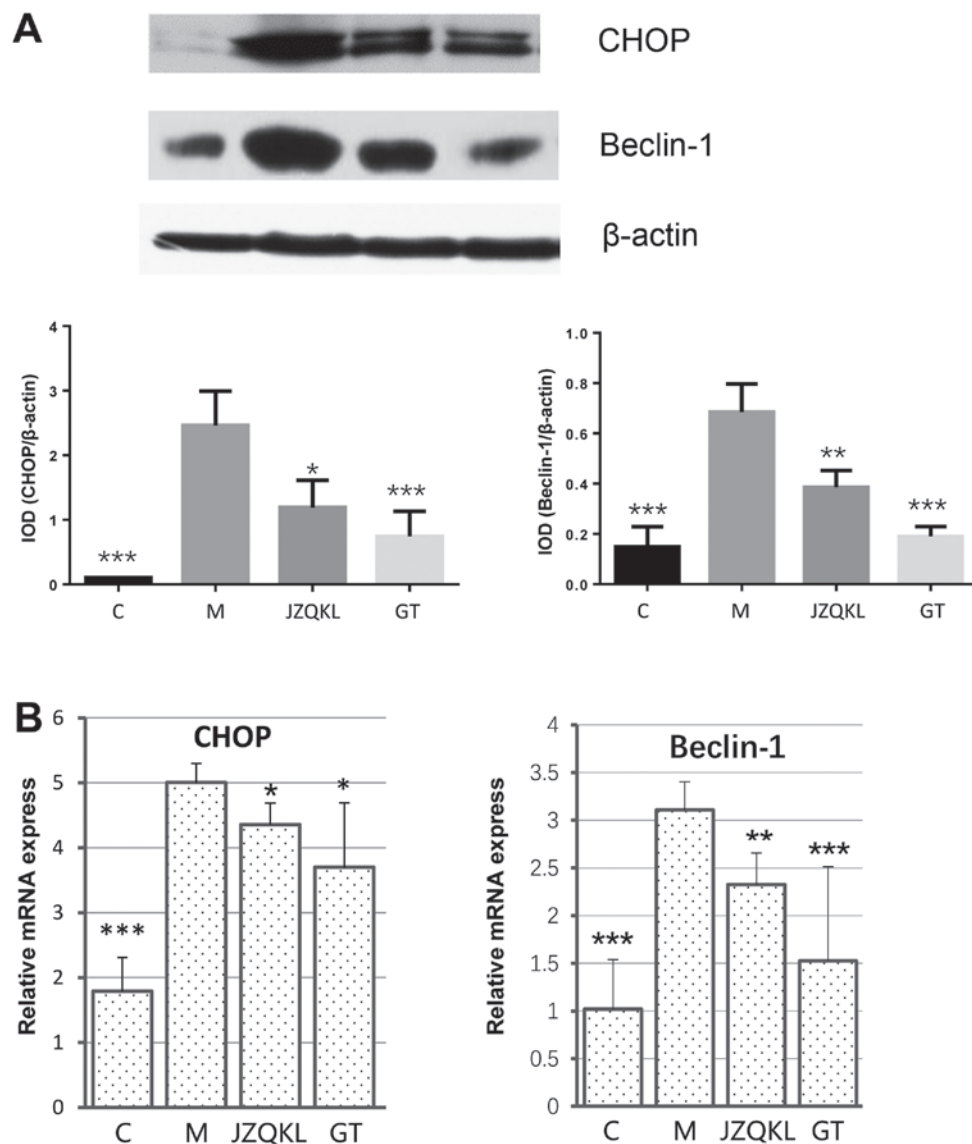 A
CHOP
Beclin-1
β-actin
IOD (CHOP/β-actin)
4
3
2
1
0
***
*
***
C M JZQKL GT
IOD (Beclin-1/β-actin)
1.0
0.8
0.6
0.4
0.2
0.0
***
**
***
C M JZQKL GT
B
CHOP
Relative mRNA express
6
5
4
3
2
1
0
***
*
*
C M JZQKL GT
Beclin-1
Relative mRNA express
4
3.5
3
2.5
2
1.5
1
0.5
0
***
**
***
C M JZQKL GT